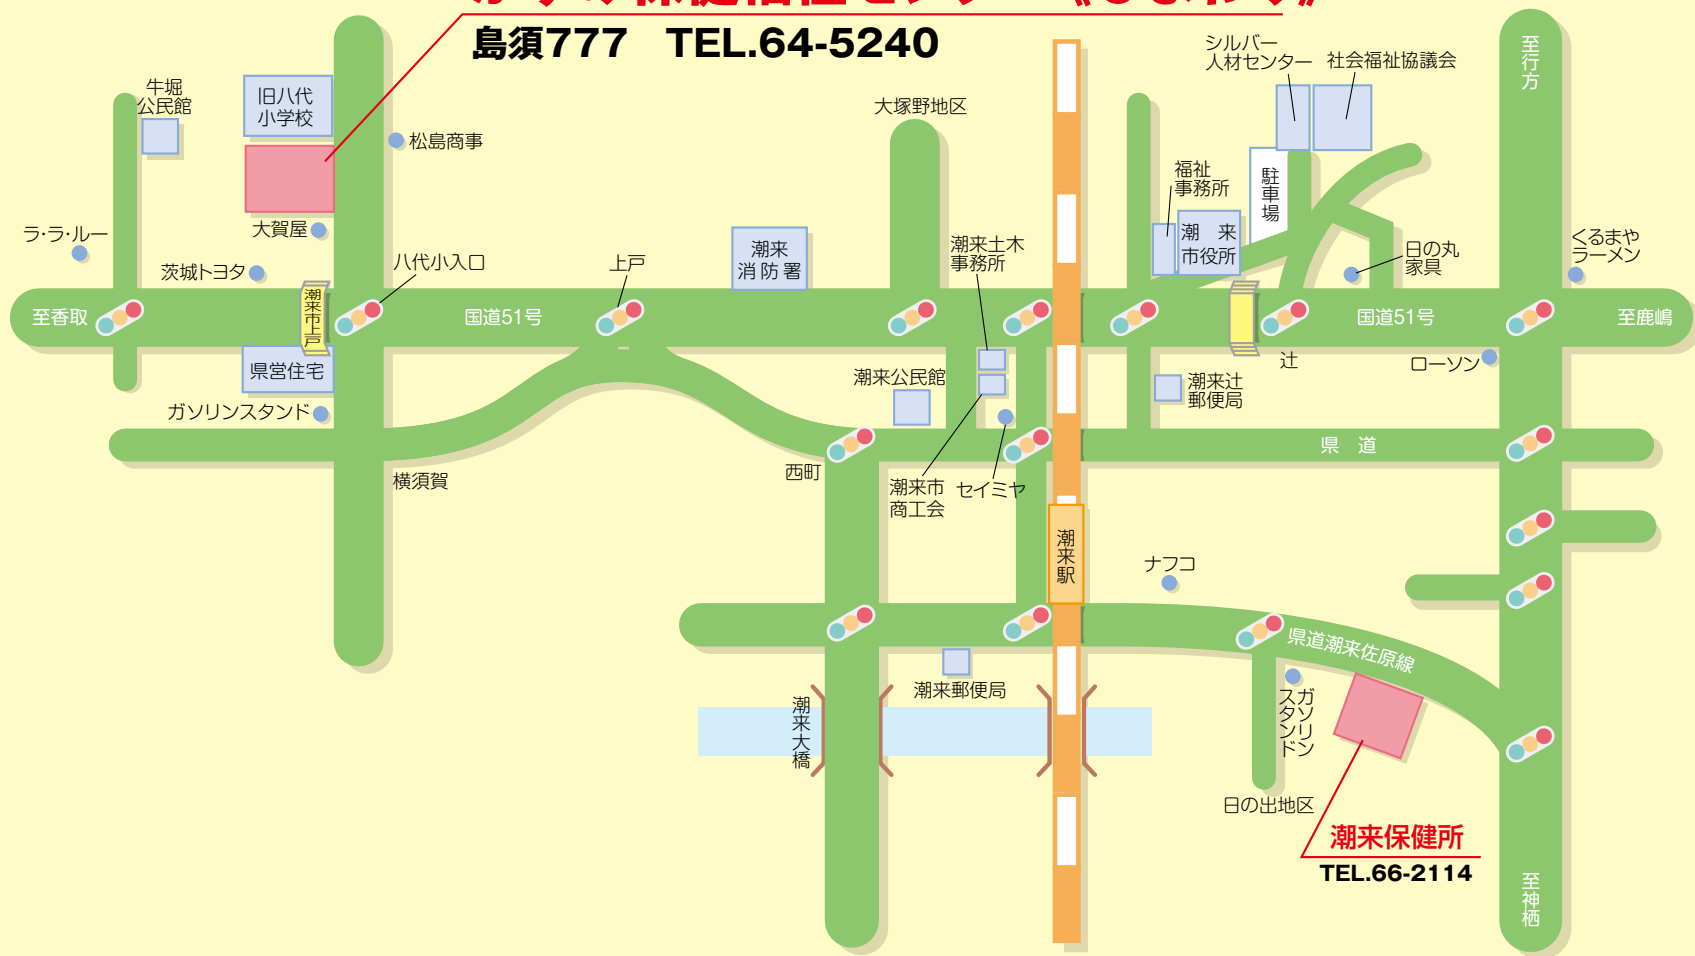 島須777　TEL.64-5240
牛堀
公民館
旧八代
小学校
松島商事
大賀屋
ラ・ラ・ルー
茨城トヨタ
八代小入口
上戸
潮来
消防署
大塚野地区
潮来土木
事務所
シルバー
人材センター
社会福祉協議会
福祉
事務所
駐車場
潮　来
市役所
日の丸
家具
くるまや
ラーメン
至行方
至香取
潮来市上戸
国道51号
国道51号
至鹿嶋
県営住宅
ガソリンスタンド
横須賀
潮来公民館
西町
潮来市
商工会
セイミヤ
潮来辻
郵便局
辻
ローソン
県　道
潮来駅
ナフコ
県道潮来佐原線
潮来郵便局
潮来大橋
ガソリン
スタンド
日の出地区
潮来保健所
TEL.66-2114
至神栖